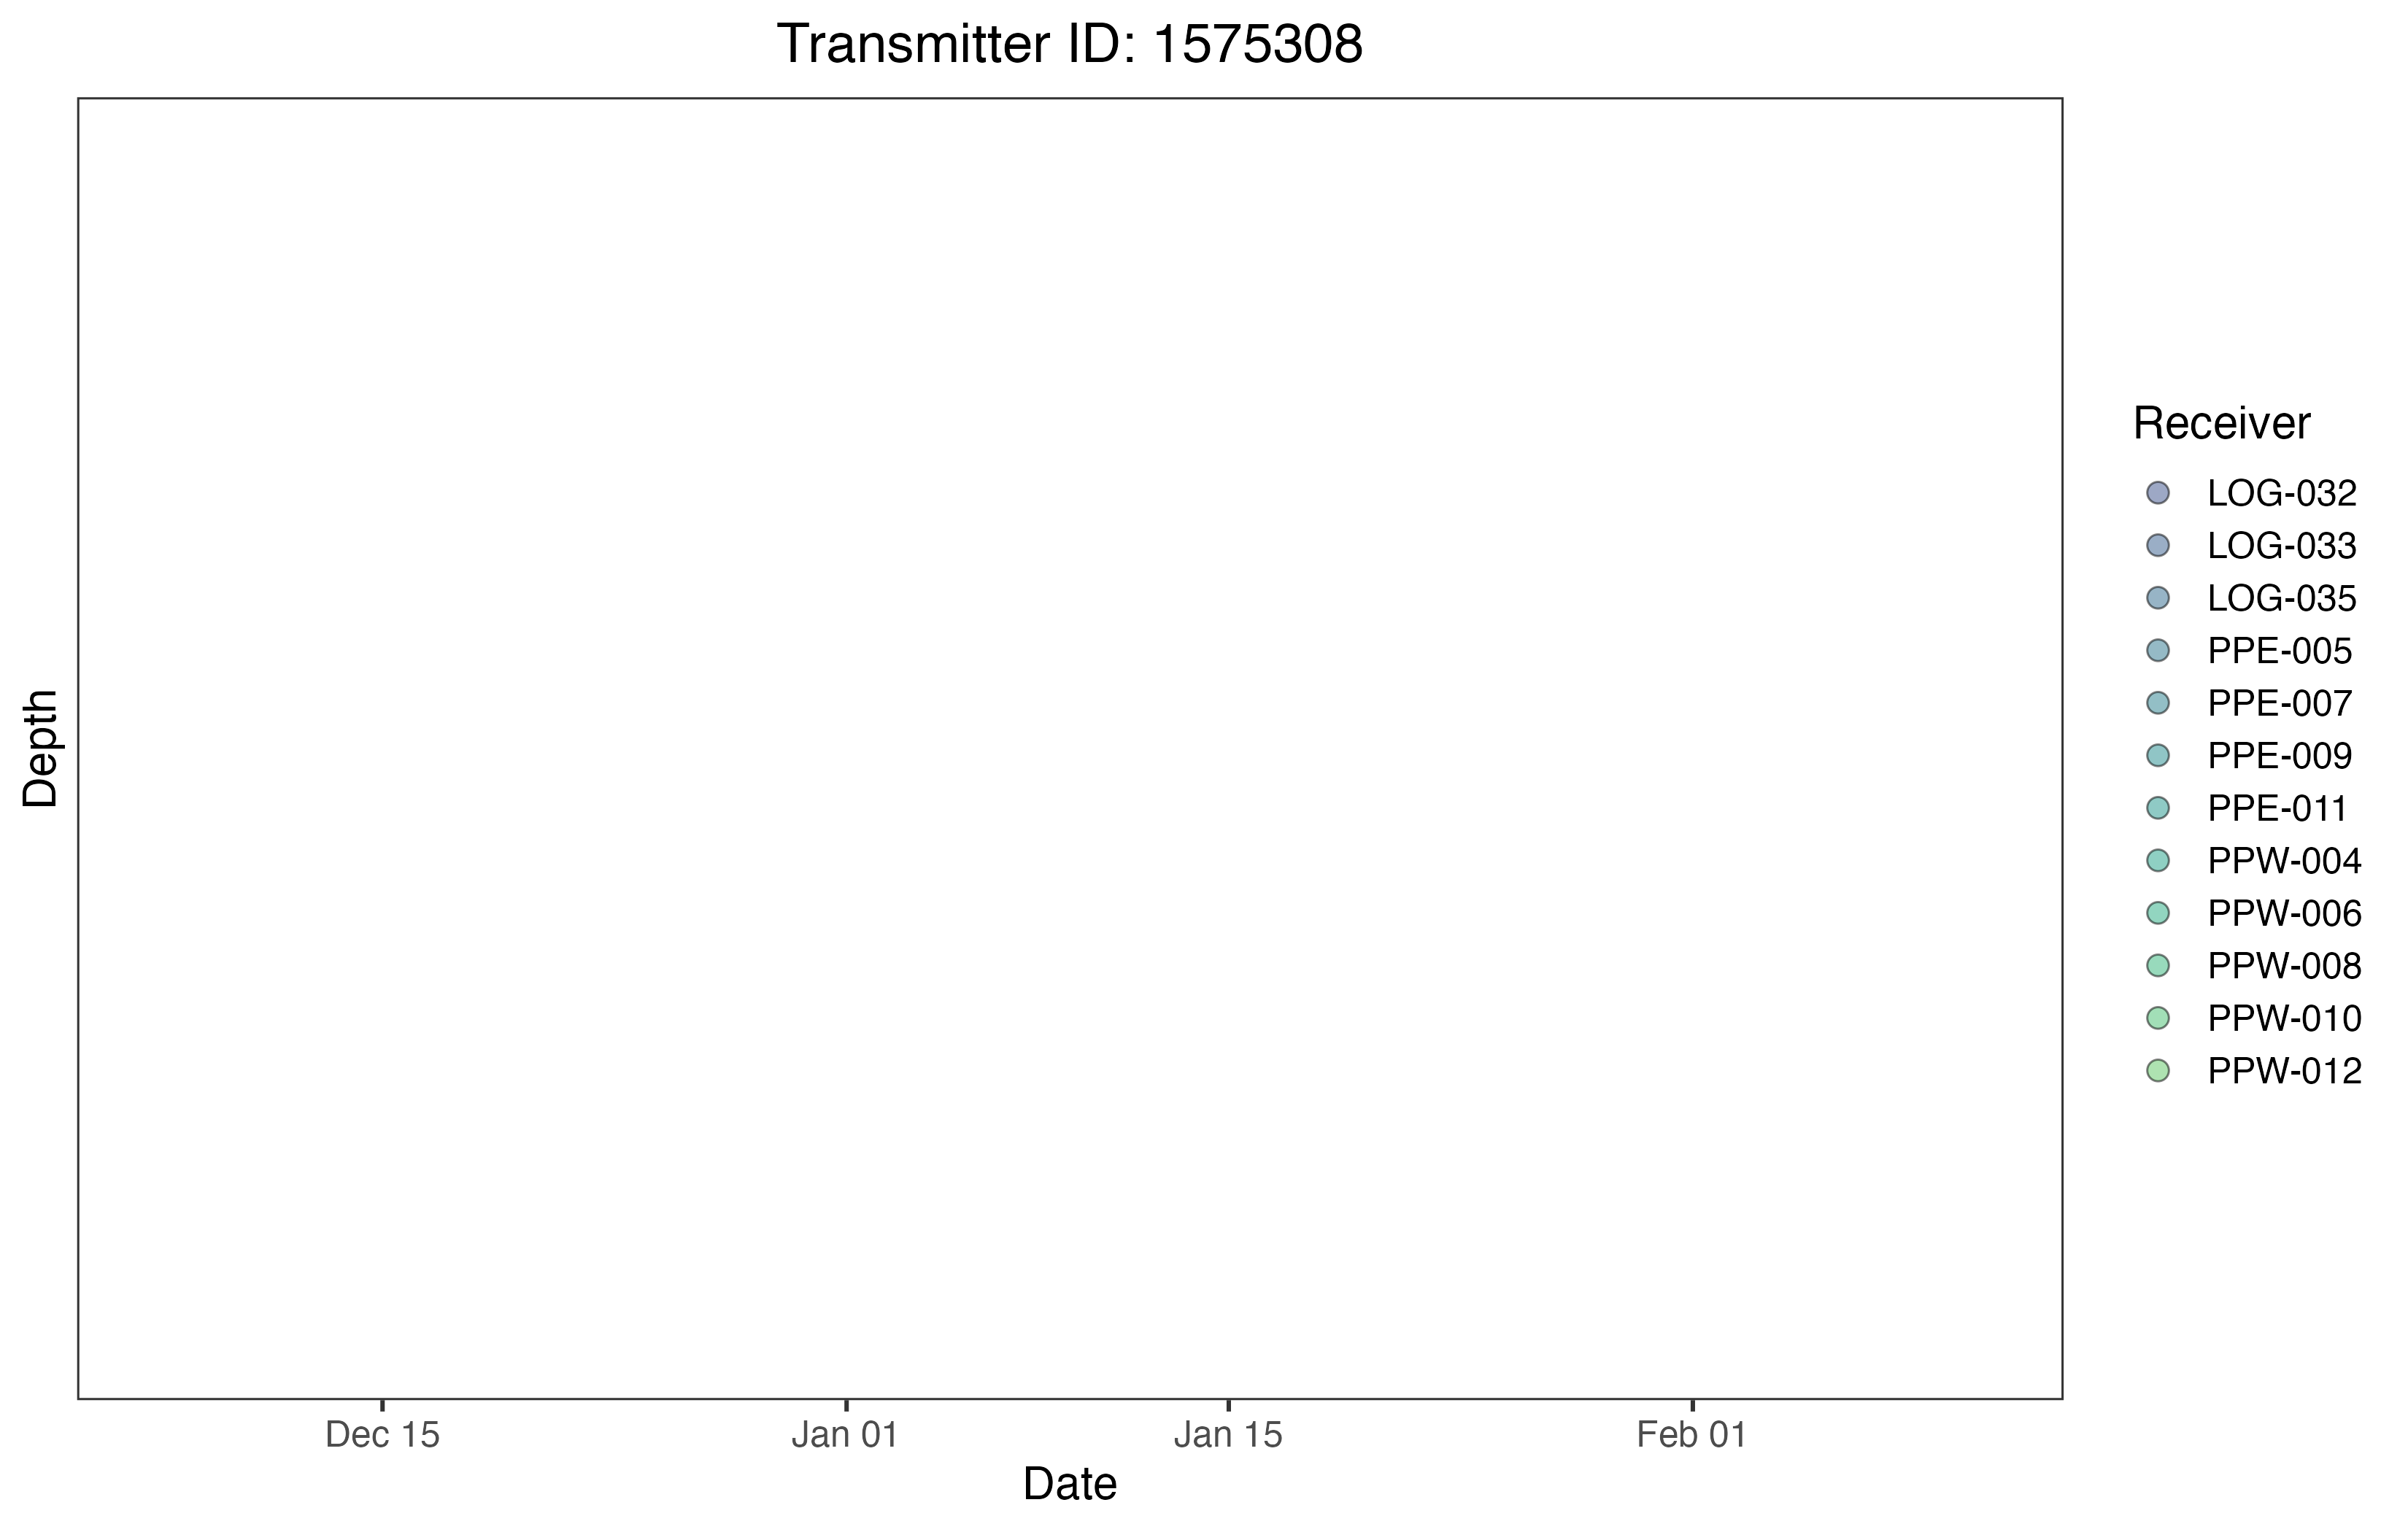 Transmitter ID: 1575308
Depth
Dec 15
Jan 01
Jan 15
Feb 01
Date
Receiver
LOG-032
LOG-033
LOG-035
PPE-005
PPE-007
PPE-009
PPE-011
PPW-004
PPW-006
PPW-008
PPW-010
PPW-012